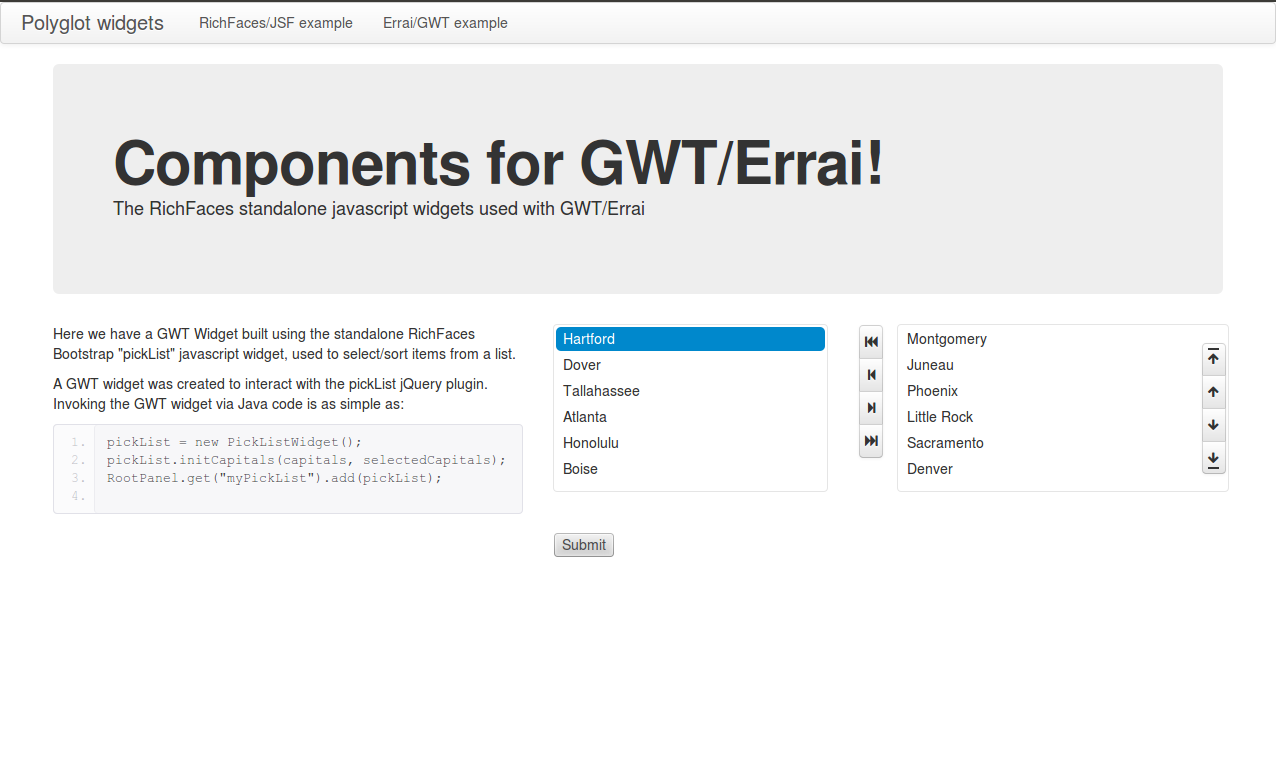 Polyglot widgets
RichFaces/JSF example
Errai/GWT example
Components for GWT/Errai!
The RichFaces standalone javascript widgets used with GWT/Errai
Here we have a GWT Widget built using the standalone RichFaces
Bootstrap "pickList" javascript widget, used to select/sort items from a list.
A GWT widget was created to interact with the pickList jQuery plugin.
Invoking the GWT widget via Java code is as simple as:
1. pickList = new PickListWidget();
2. pickList.initCapitals(capitals, selectedCapitals);
3. RootPanel.get("myPickList").add(pickList);
4.
Hartford
Dover
Tallahassee
Atlanta
Honolulu
Boise
Montgomery
Juneau
Phoenix
Little Rock
Sacramento
Denver
Submit